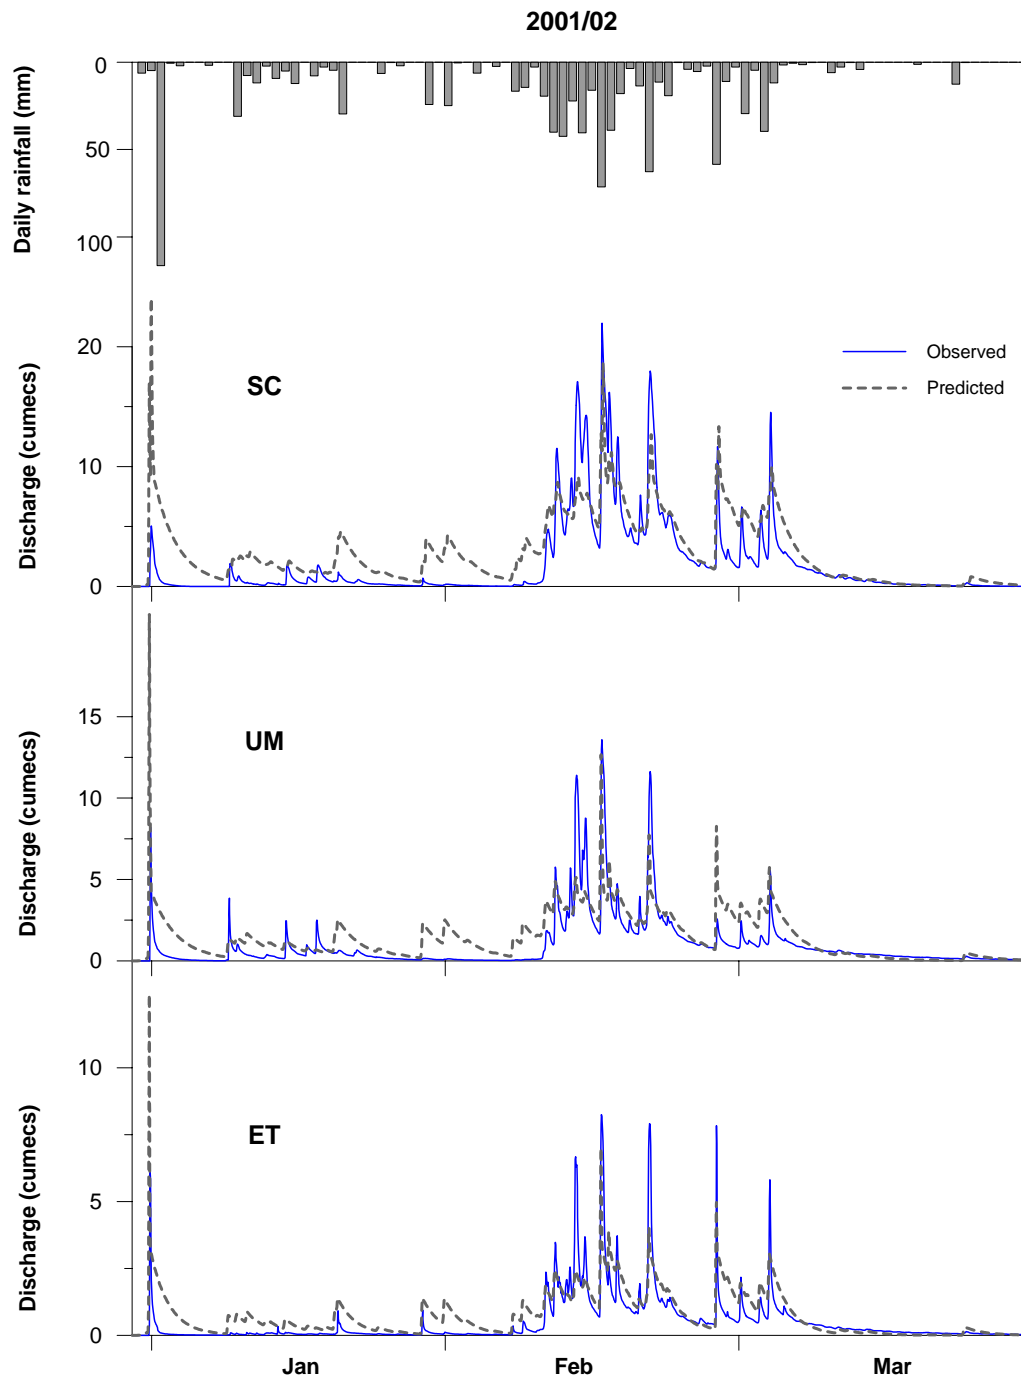 2001/02
Daily rainfall (mm)
0
50
100
Discharge (cumecs)
20
10
0
SC
Observed
Predicted
Discharge (cumecs)
15
10
5
0
UM
Discharge (cumecs)
10
5
0
ET
Jan
Feb
Mar